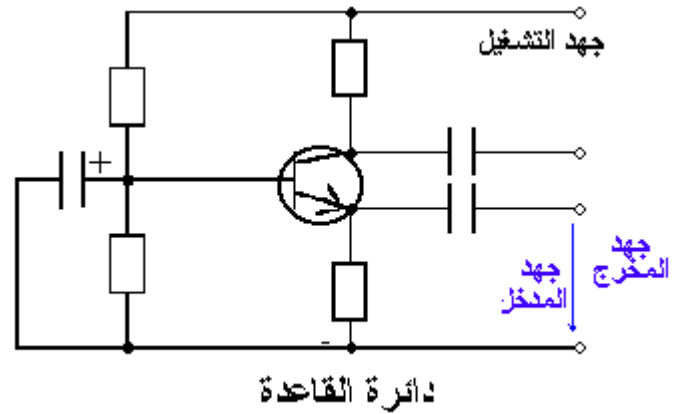 جهد التشغيل
+
جهد
المخرج
جهد
المدخل
-
دائرة القاعدة